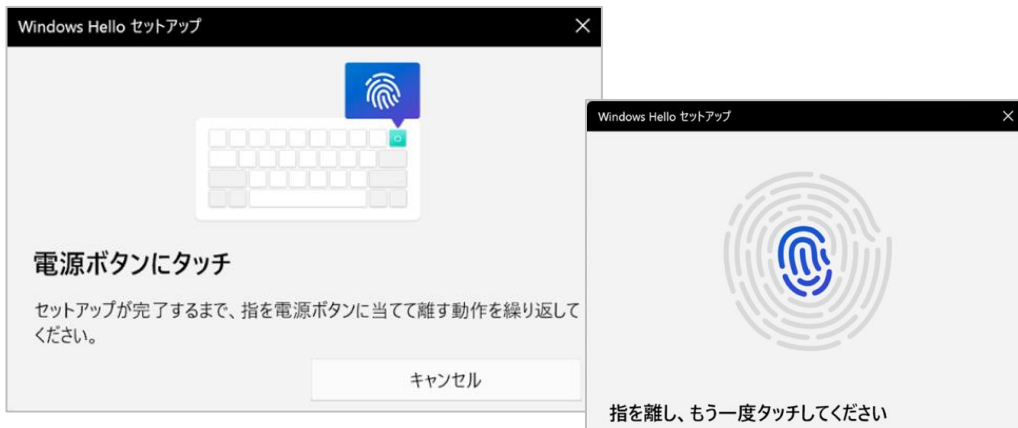 Windows Hello セットアップ
電源ボタンにタッチ
セットアップが完了するまで、指を電源ボタンに当てて離す動作を繰り返して
ください。
キャンセル
Windows Hello セットアップ
指を離し、もう一度タッチしてください